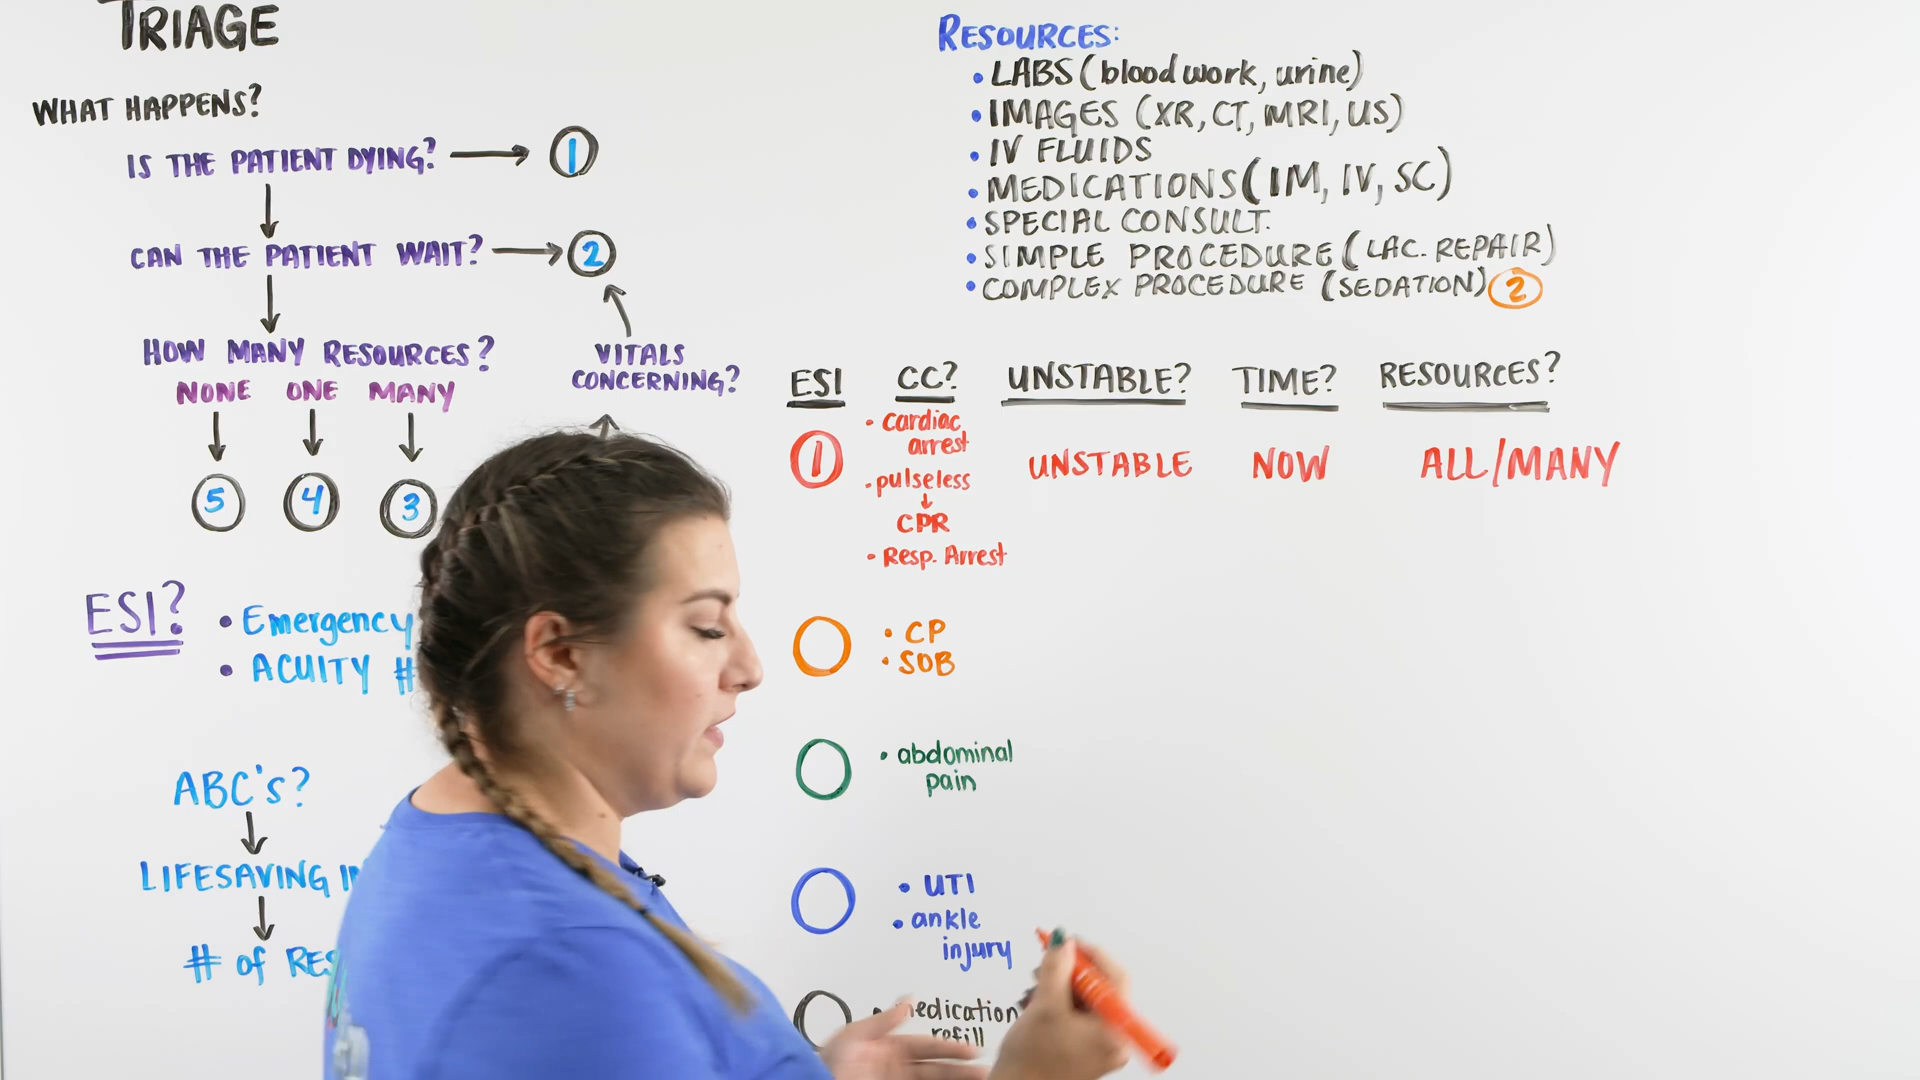 TRIAGE
WHAT HAPPENS?
IS THE PATIENT DYING? 1
CAN THE PATIENT WAIT? 2
HOW MANY RESOURCES?
NONE ONE MANY
5 4 3
VITALS
CONCERNING?
ESI?
• Emergency
• ACUITY #
ABC's?
LIFESAVING
# of
RESOURCES:
• LABS (blood work, urine)
• IMAGES (XR, CT, MRI, US)
• IV FLUIDS
• MEDICATIONS (IM, IV, SC)
• SPECIAL CONSULT.
• SIMPLE PROCEDURE (LAC. REPAIR)
• COMPLEX PROCEDURE (SEDATION) 2
ESI CC? UNSTABLE? TIME? RESOURCES?
1
• cardiac
arrest
• pulseless
CPR
• Resp. Arrest
UNSTABLE NOW ALL/MANY
• CP
• SOB
• abdominal
pain
• UTI
• ankle
injury
• medication
refill